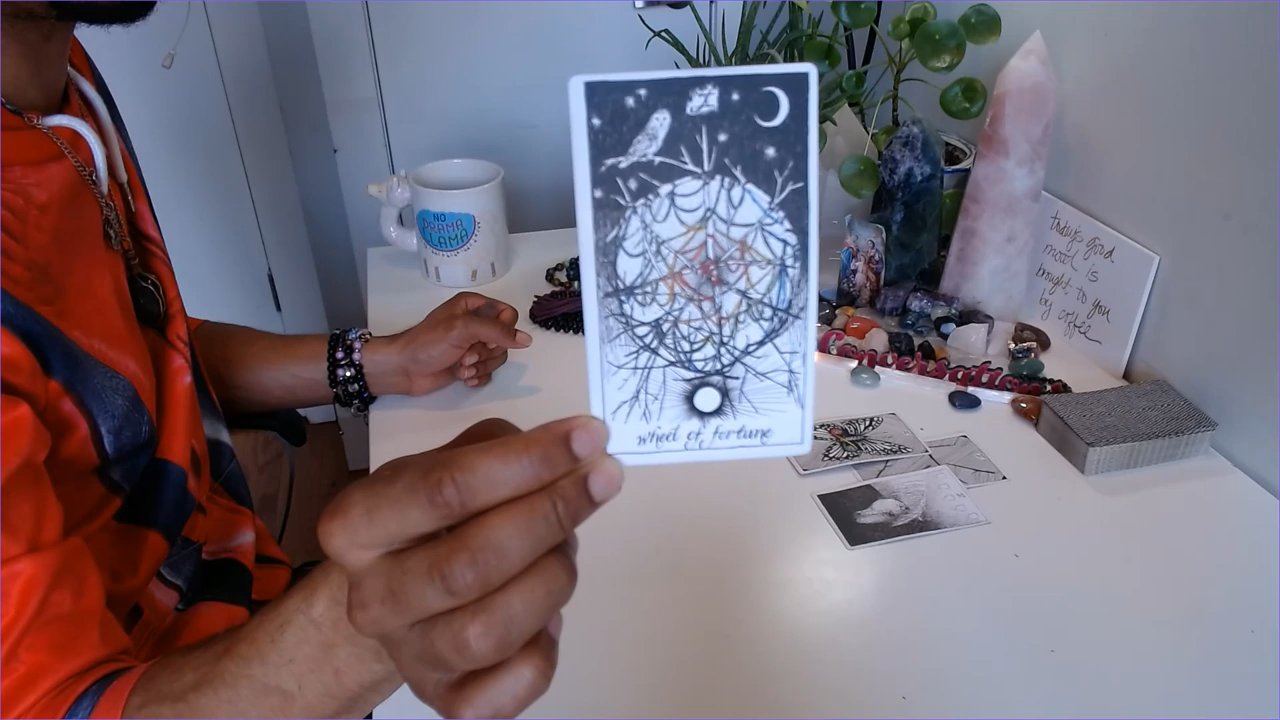 NO
DRAMA
LLAMA
wheel of fortune
today's good
mood is
brought to you
by coffee
Conversations